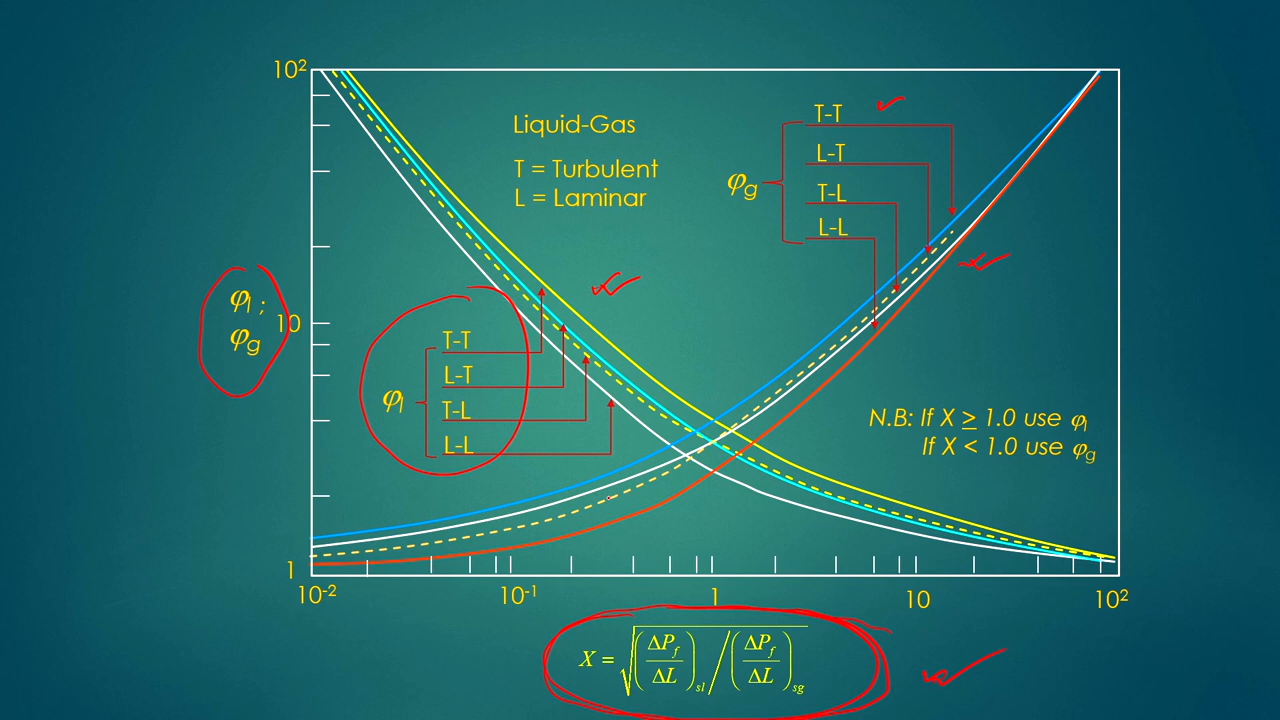 10²
Liquid-Gas
T = Turbulent
L = Laminar
φg
T-T
L-T
T-L
L-L
φl ;
φg
10
φl
T-T
L-T
T-L
L-L
N.B: If X ≥ 1.0 use φl
If X < 1.0 use φg
1
10⁻² 10⁻¹ 1 10 10²
X = √((ΔPf/ΔL)sl / (ΔPf/ΔL)sg)